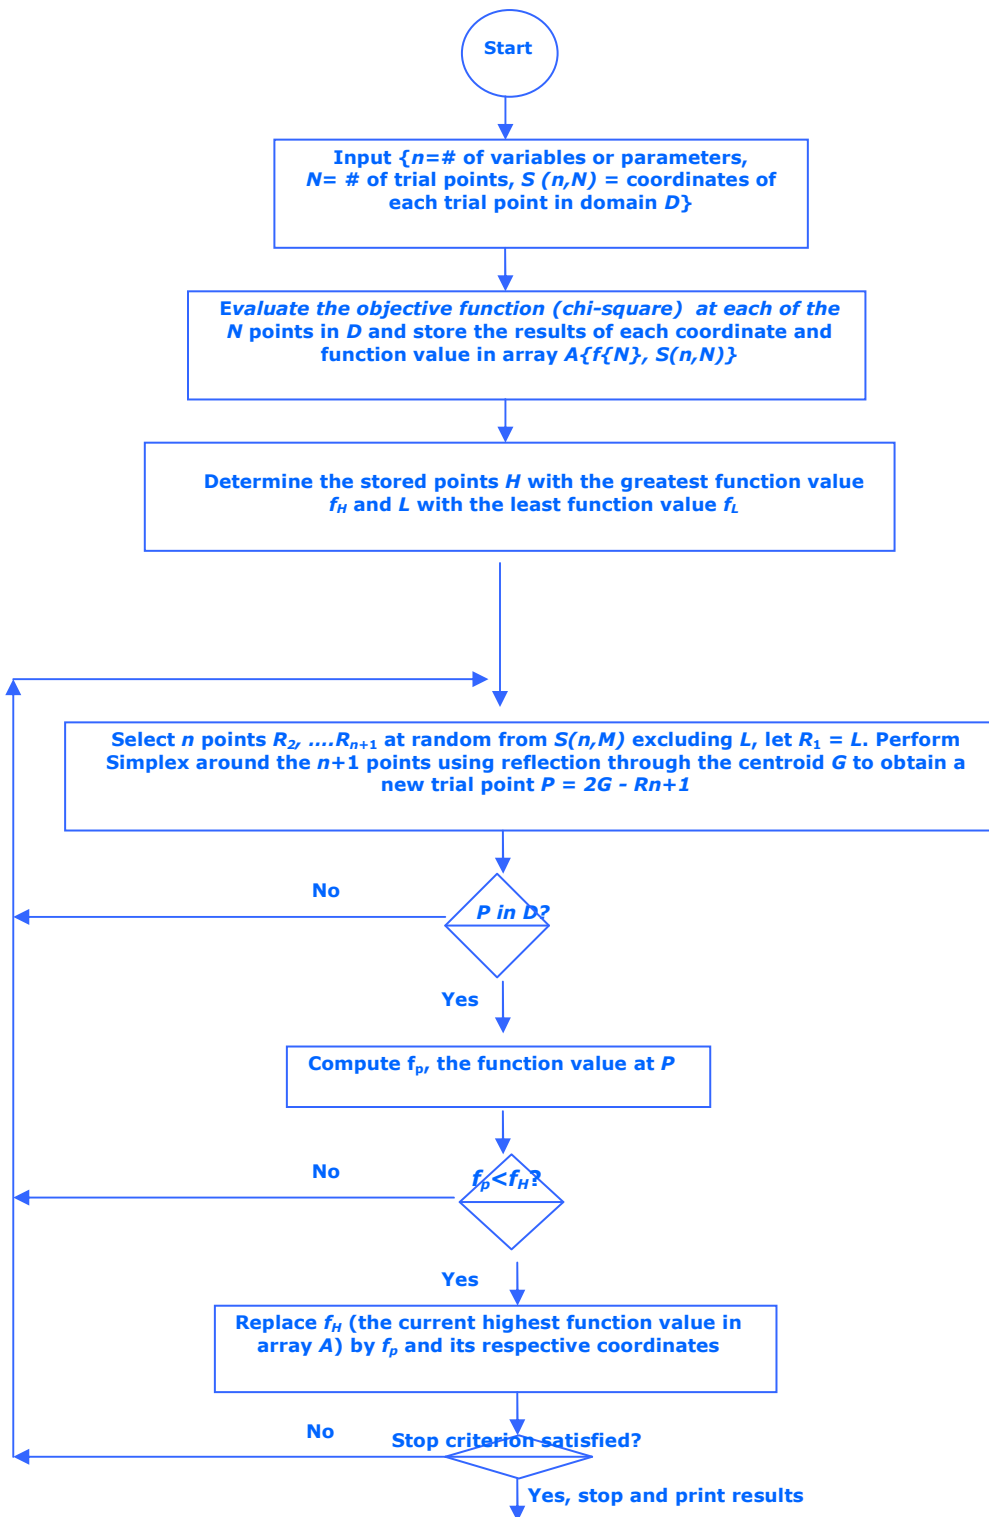 Start
Input {n=# of variables or parameters,
N= # of trial points, S (n,N) = coordinates of
each trial point in domain D}
Evaluate the objective function (chi-square)  at each of the
N points in D and store the results of each coordinate and
function value in array A{f{N}, S(n,N)}
Determine the stored points H with the greatest function value
fH and L with the least function value fL
Select n points R2, ....Rn+1 at random from S(n,M) excluding L, let R1 = L. Perform
Simplex around the n+1 points using reflection through the centroid G to obtain a
new trial point P = 2G - Rn+1
No
P in D?
Yes
Compute fp, the function value at P
No
fp<fH?
Yes
Replace fH (the current highest function value in
array A) by fp and its respective coordinates
No
Stop criterion satisfied?
Yes, stop and print results